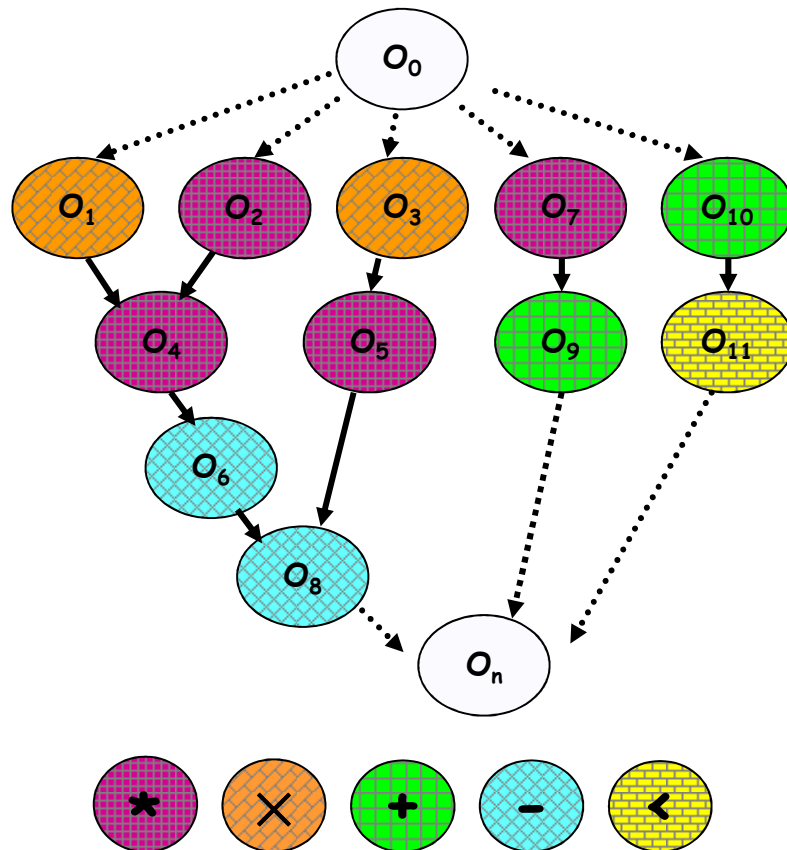 O₀
O₁ O₂ O₃ O₇ O₁₀
O₄ O₅ O₉ O₁₁
O₆
O₈
Oₙ
* × + - <